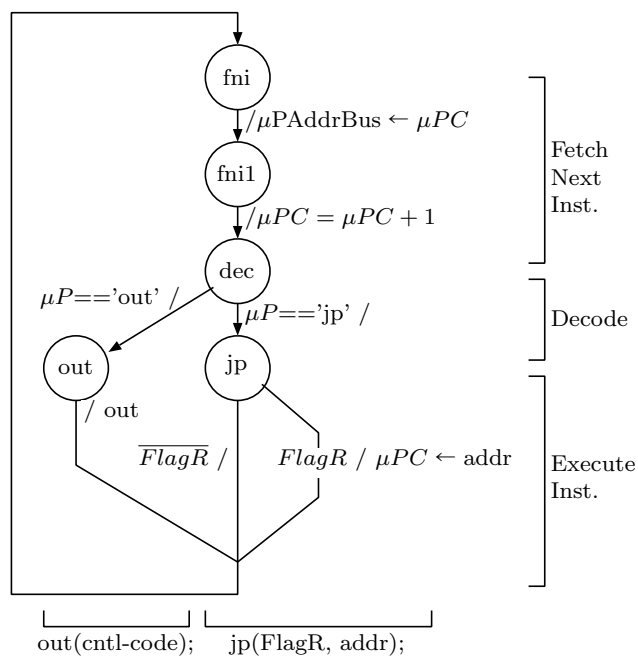 fni
/μPAddrBus ← μPC
fni1
/μPC = μPC + 1
dec
μP=='out' /
μP=='jp' /
out
jp
/ out
FlagR /
FlagR / μPC ← addr
Fetch
Next
Inst.
Decode
Execute
Inst.
out(cntl-code);
jp(FlagR, addr);